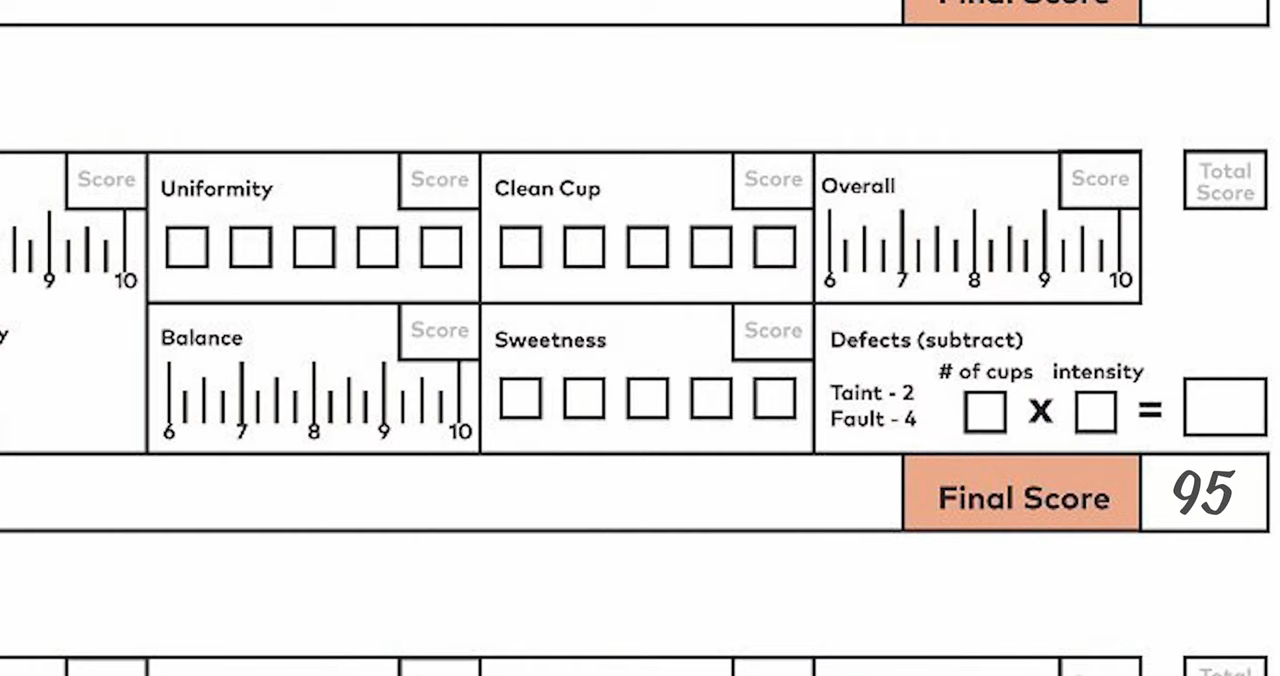 Final Score
Score
Uniformity
Score
Clean Cup
Score
Overall
Score
Total
Score
9 10
6 7 8 9 10
Balance
Score
Sweetness
Score
Defects (subtract)
# of cups intensity
Taint - 2
Fault - 4
x =
6 7 8 9 10
y
Final Score
95
Total